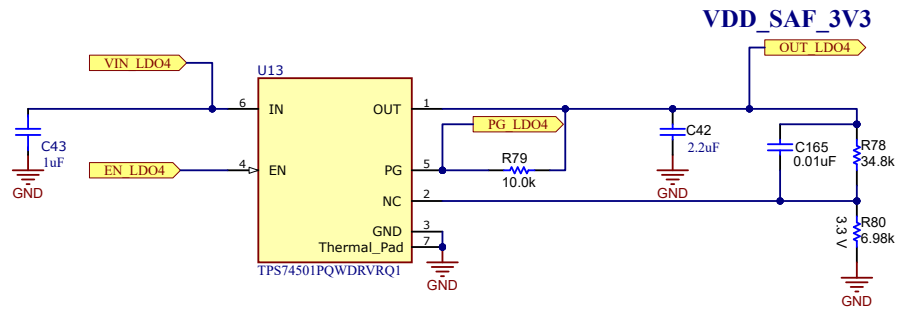 VDD_SAF_3V3
OUT_LDO4
VIN_LDO4
U13
6 IN
OUT 1
PG_LDO4
C43
1uF
C42
2.2uF
C165
0.01uF
R78
34.8k
EN_LDO4
4 EN
PG 5
R79
10.0k
GND
GND
NC 2
GND 3
Thermal_Pad 7
3.3 V
R80
6.98k
TPS74501PQWDRVRQ1
GND
GND